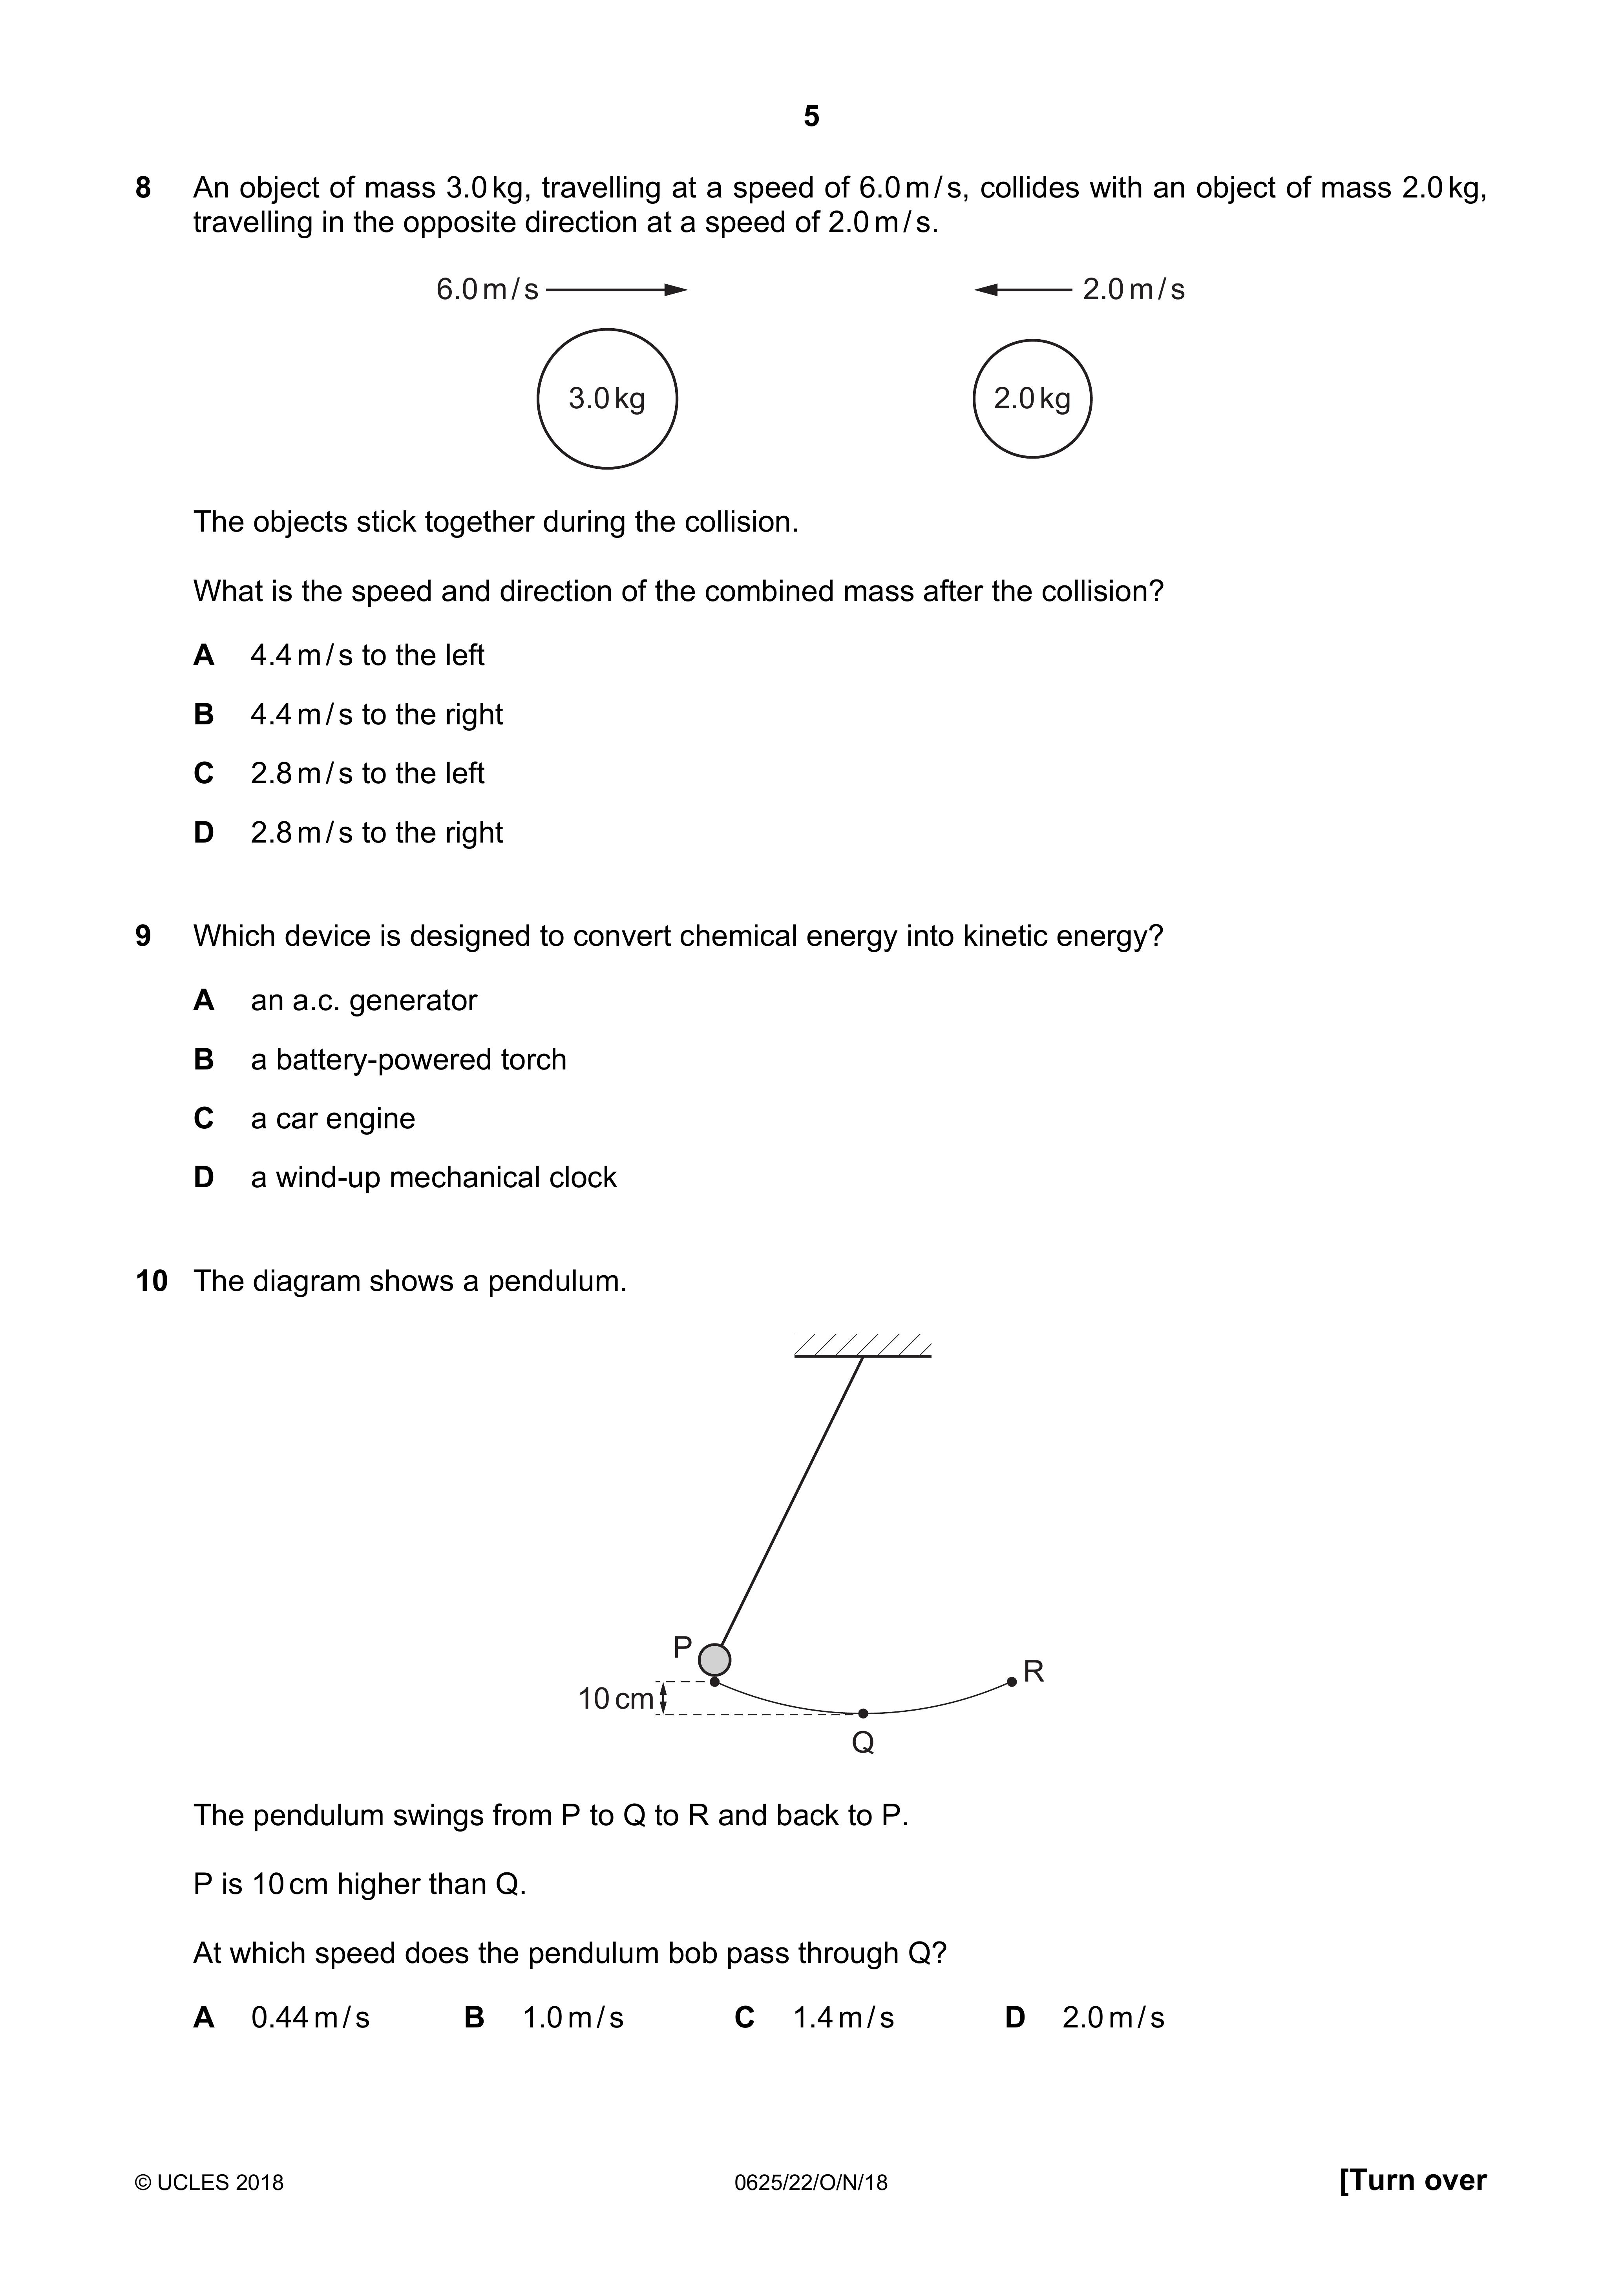 5
8 An object of mass 3.0 kg, travelling at a speed of 6.0 m / s, collides with an object of mass 2.0 kg,
travelling in the opposite direction at a speed of 2.0 m / s.
6.0 m / s 2.0 m / s
3.0 kg 2.0 kg
The objects stick together during the collision.
What is the speed and direction of the combined mass after the collision?
A 4.4 m / s to the left
B 4.4 m / s to the right
C 2.8 m / s to the left
D 2.8 m / s to the right
9 Which device is designed to convert chemical energy into kinetic energy?
A an a.c. generator
B a battery-powered torch
C a car engine
D a wind-up mechanical clock
10 The diagram shows a pendulum.
P
R
10 cm
Q
The pendulum swings from P to Q to R and back to P.
P is 10 cm higher than Q.
At which speed does the pendulum bob pass through Q?
A 0.44 m / s B 1.0 m / s C 1.4 m / s D 2.0 m / s
© UCLES 2018 0625/22/O/N/18 [Turn over